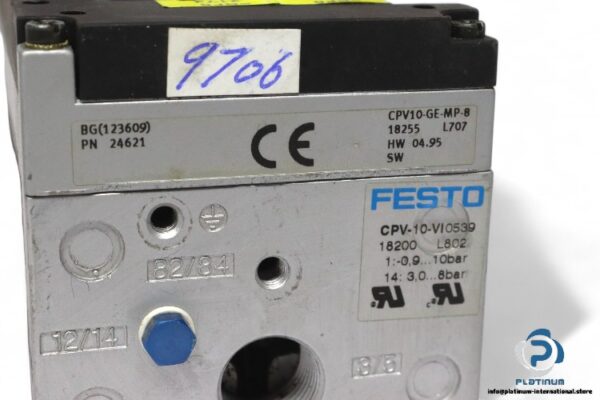 9706
BG(123609)
PN 24621
CE
CPV10-GE-MP-8
18255 L707
HW 04.95
SW
FESTO
CPV-10-VI 0539
18200 L802
1:-0,9...10bar
14: 3,0...8bar
82/84
12/14
3/5
PLATINUM
info@platinum-international.store